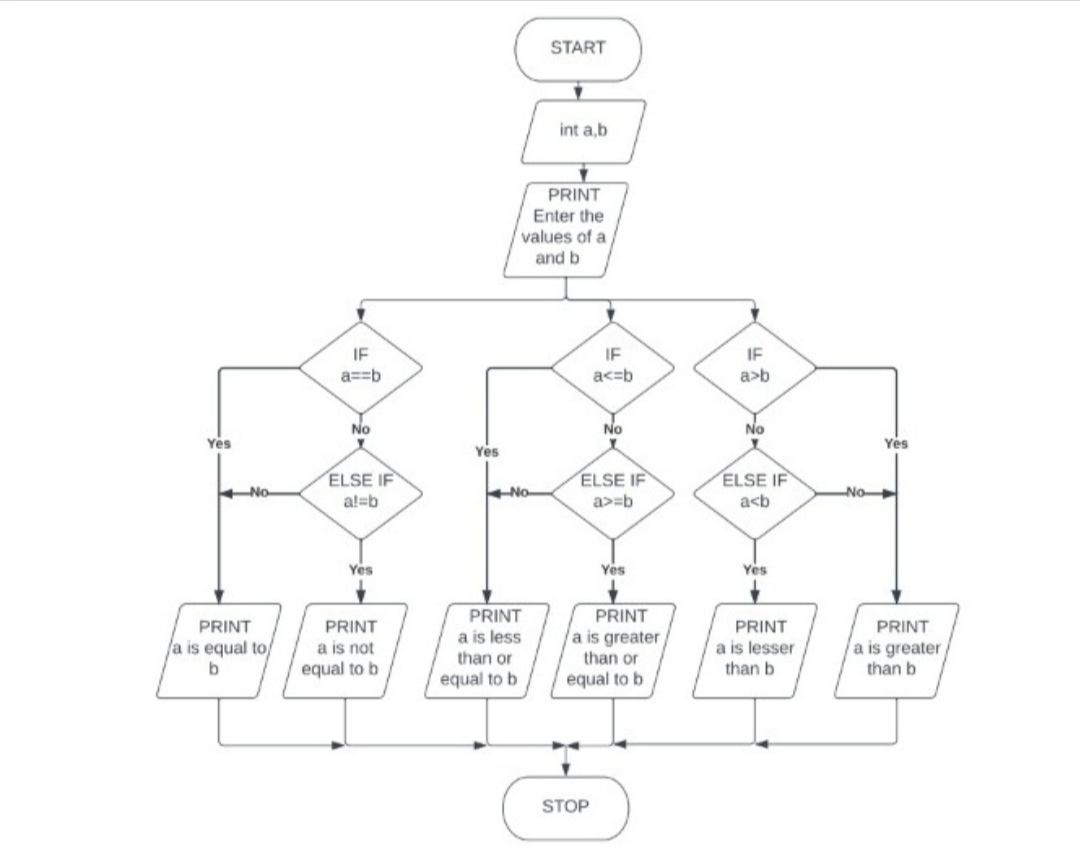 START
int a,b
PRINT
Enter the
values of a
and b
IF
a==b
IF
a<=b
IF
a>b
No
No
No
Yes
Yes
Yes
ELSE IF
a!=b
ELSE IF
a>=b
ELSE IF
a<b
No
No
No
Yes
Yes
Yes
PRINT
a is equal to
b
PRINT
a is not
equal to b
PRINT
a is less
than or
equal to b
PRINT
a is greater
than or
equal to b
PRINT
a is lesser
than b
PRINT
a is greater
than b
STOP